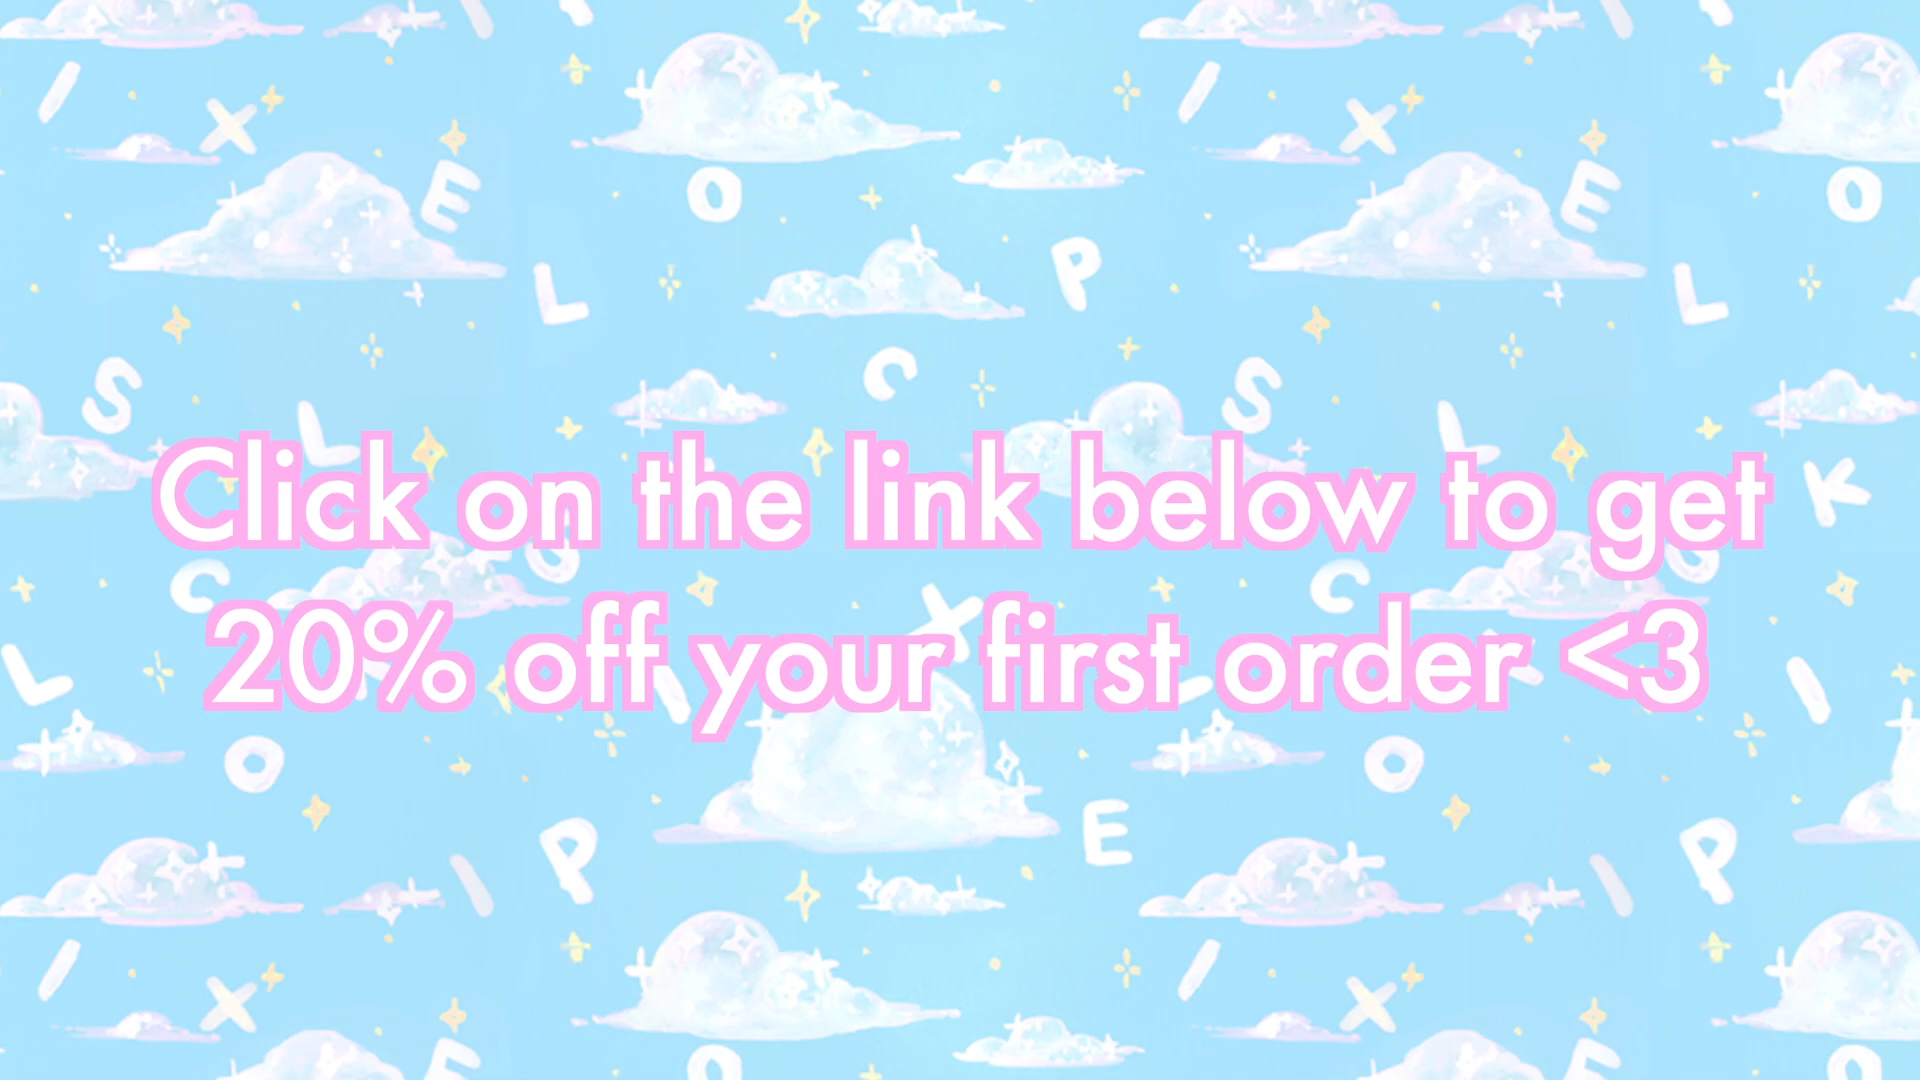 Click on the link below to get
20% off your first order <3